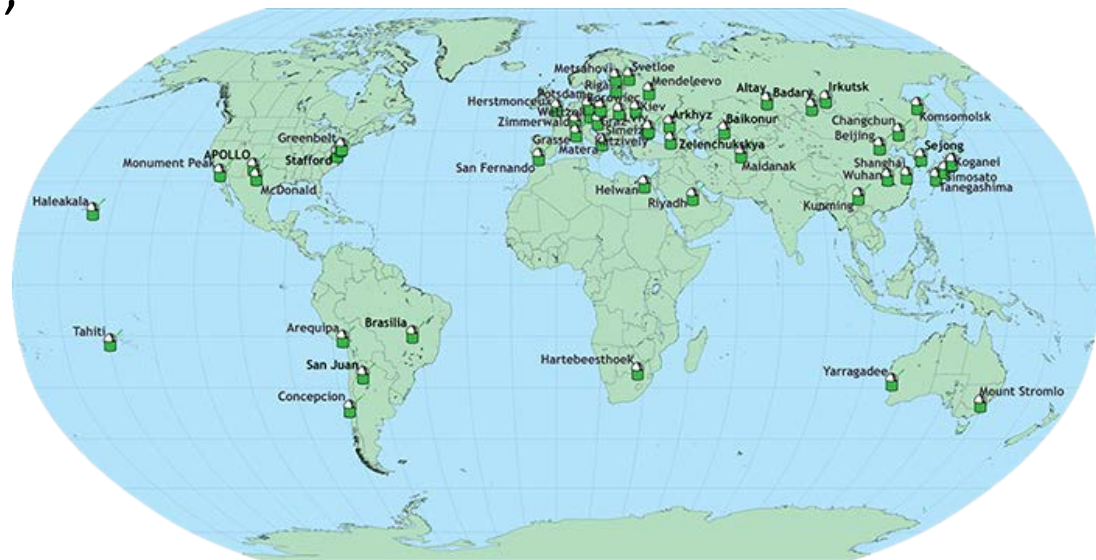 ,
Metsahovi
Svetloe
Riga
Mendeleevo
Potsdam
Borowiec
Herstmonceux
Kiev
Zimmerwald
Graz
Grasse
Matera
San Fernando
Arkhyz
Zelenchukskya
Baikonur
Maidanak
Altay
Badary
Irkutsk
Komsomolsk
Changchun
Beijing
Sejong
Shanghai
Koganei
Wuhan
Simosato
Tanegashima
Kunming
Helwan
Riyadh
Greenbelt
APOLLO
Stafford
Monument Peak
McDonald
Haleakala
Tahiti
Arequipa
Brasilia
San Juan
Concepcion
Hartebeesthoek
Yarragadee
Mount Stromlo